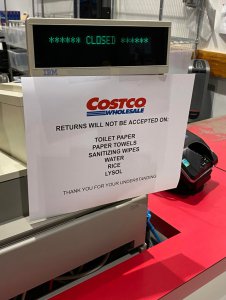 ****** CLOSED ******
IBM
COSTCO
WHOLESALE
RETURNS WILL NOT BE ACCEPTED ON:
TOILET PAPER
PAPER TOWELS
SANITIZING WIPES
WATER
RICE
LYSOL
THANK YOU FOR YOUR UNDERSTANDING